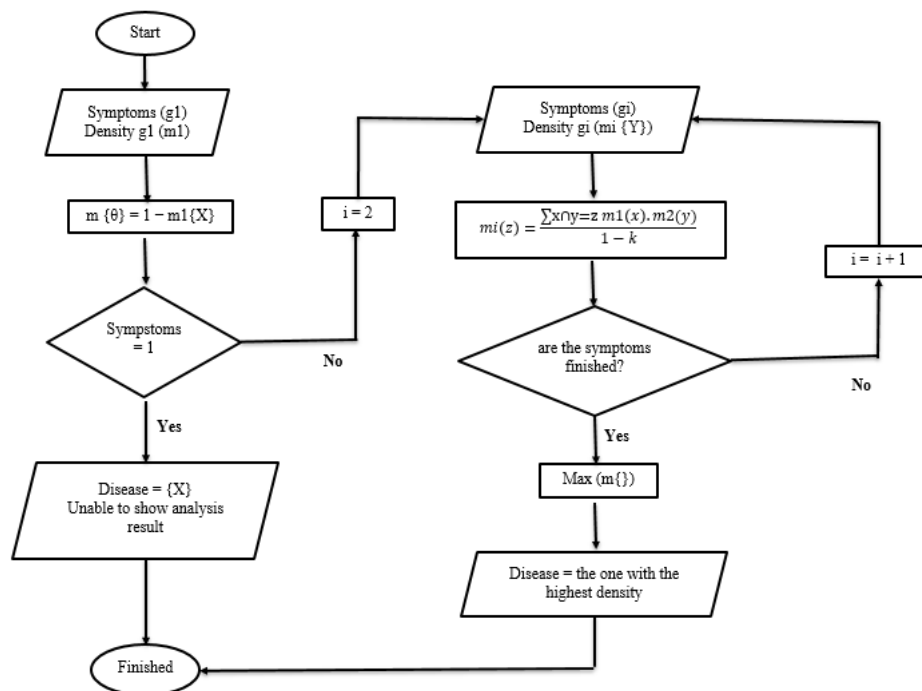 Start
Symptoms (g1)
Density g1 (m1)
m {θ} = 1 − m1{X}
Sympstoms
= 1
No
Yes
Disease = {X}
Unable to show analysis
result
Finished
i = 2
Symptoms (gi)
Density gi (mi {Y})
mi(z) = ∑x∩y=z m1(x). m2(y) / 1 − k
are the symptoms
finished?
No
i = i + 1
Yes
Max (m{})
Disease = the one with the
highest density